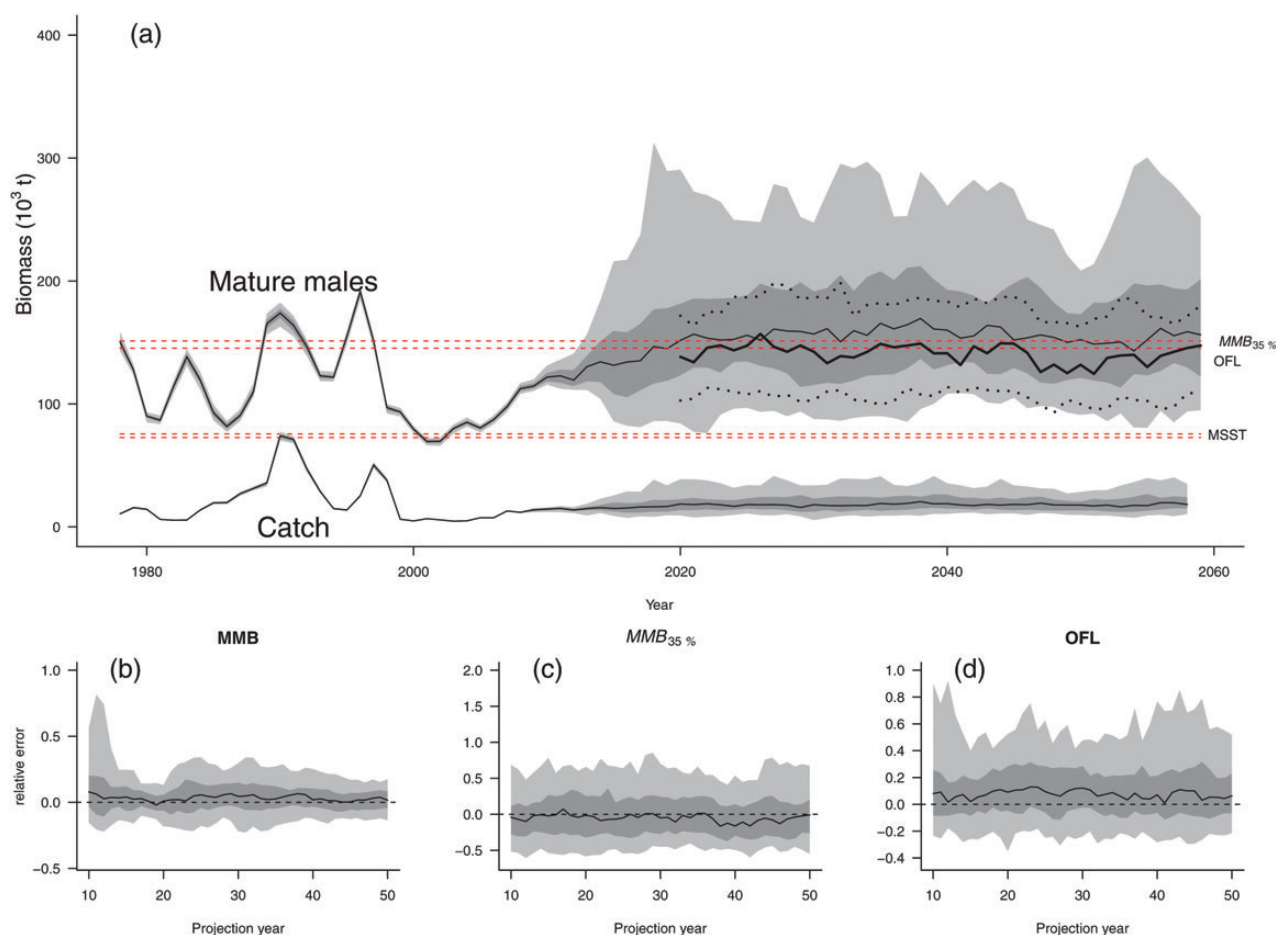 (a)
400
300
200
100
0
Biomass (10³ t)
Mature males
Catch
MMB35 %
OFL
MSST
1980
2000
2020
2040
2060
Year
MMB
(b)
1.0
0.5
0.0
−0.5
relative error
10
20
30
40
50
Projection year
MMB35 %
(c)
2.0
1.5
1.0
0.5
0.0
−0.5
10
20
30
40
50
Projection year
OFL
(d)
1.0
0.8
0.6
0.4
0.2
0.0
−0.2
−0.4
10
20
30
40
50
Projection year